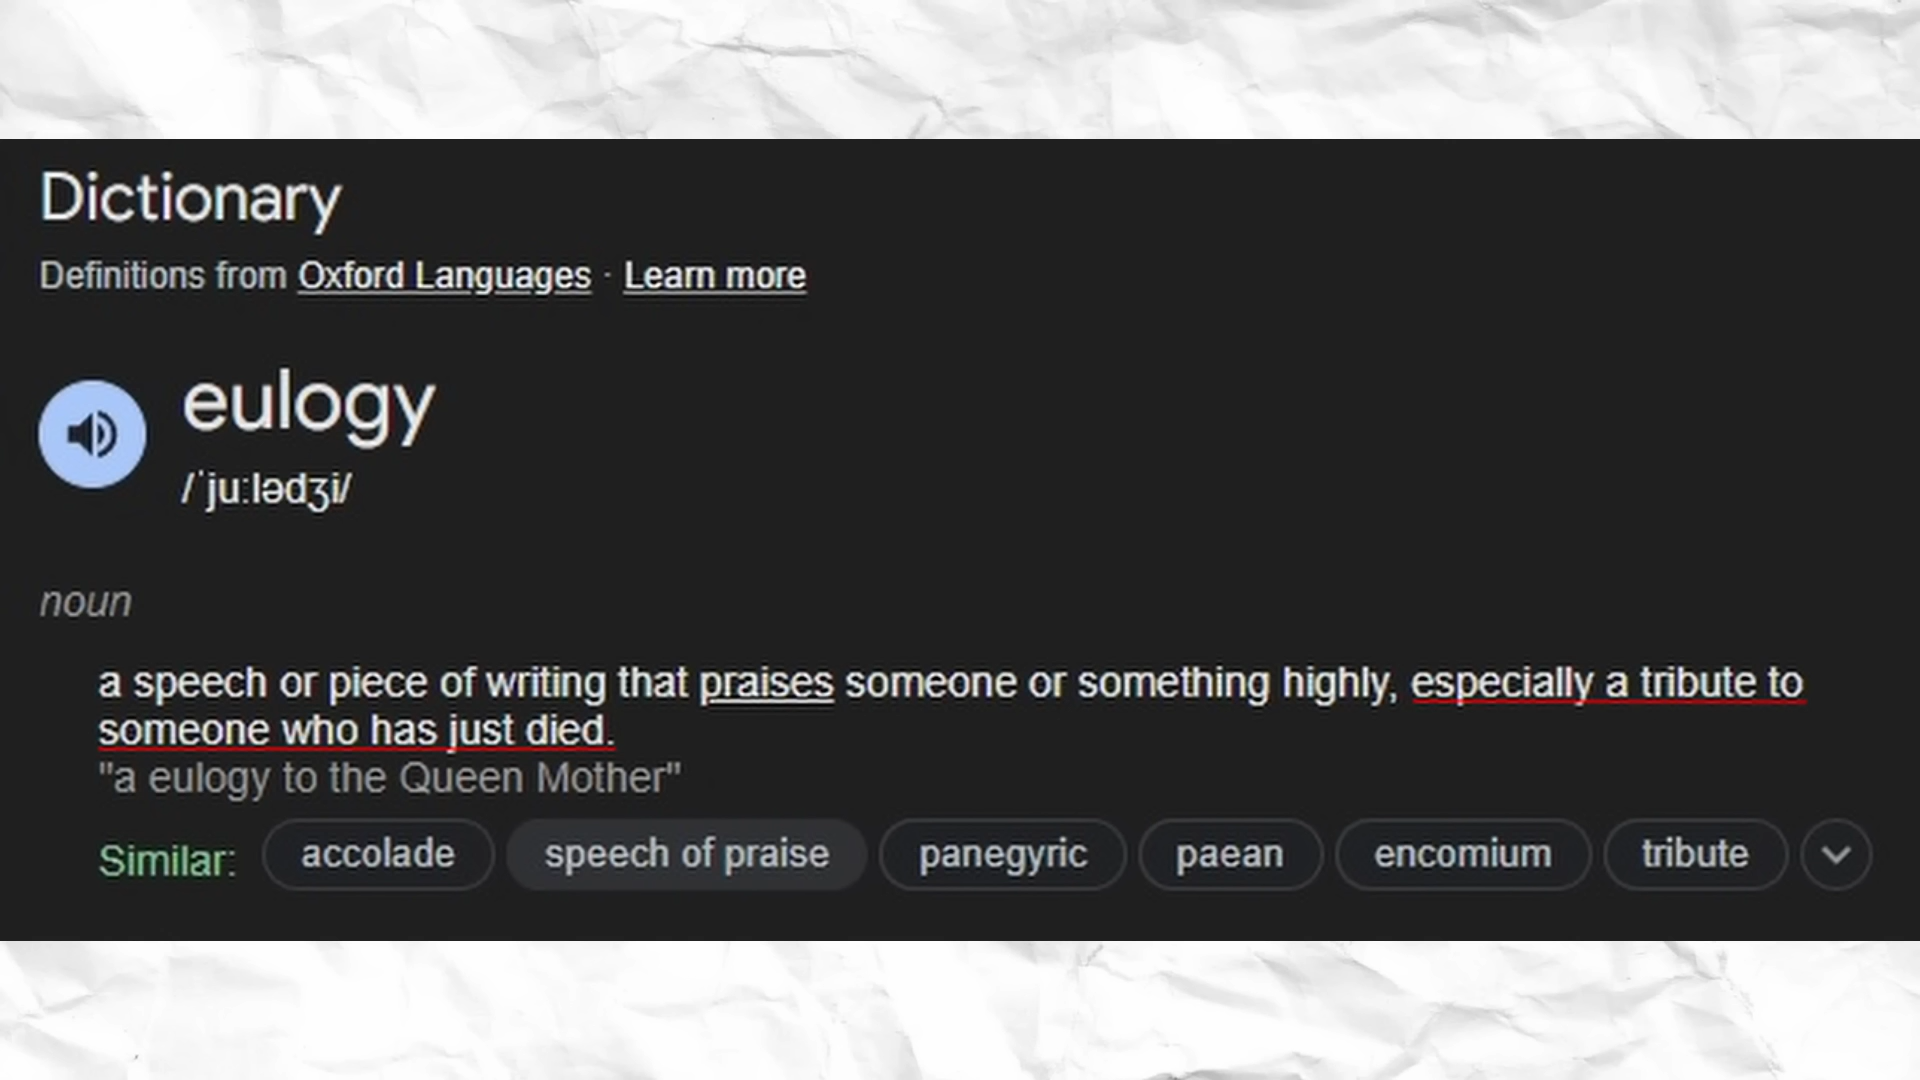 Dictionary
Definitions from Oxford Languages · Learn more
eulogy
/ˈjuːlədʒi/
noun
a speech or piece of writing that praises someone or something highly, especially a tribute to
someone who has just died.
"a eulogy to the Queen Mother"
Similar: accolade speech of praise panegyric paean encomium tribute